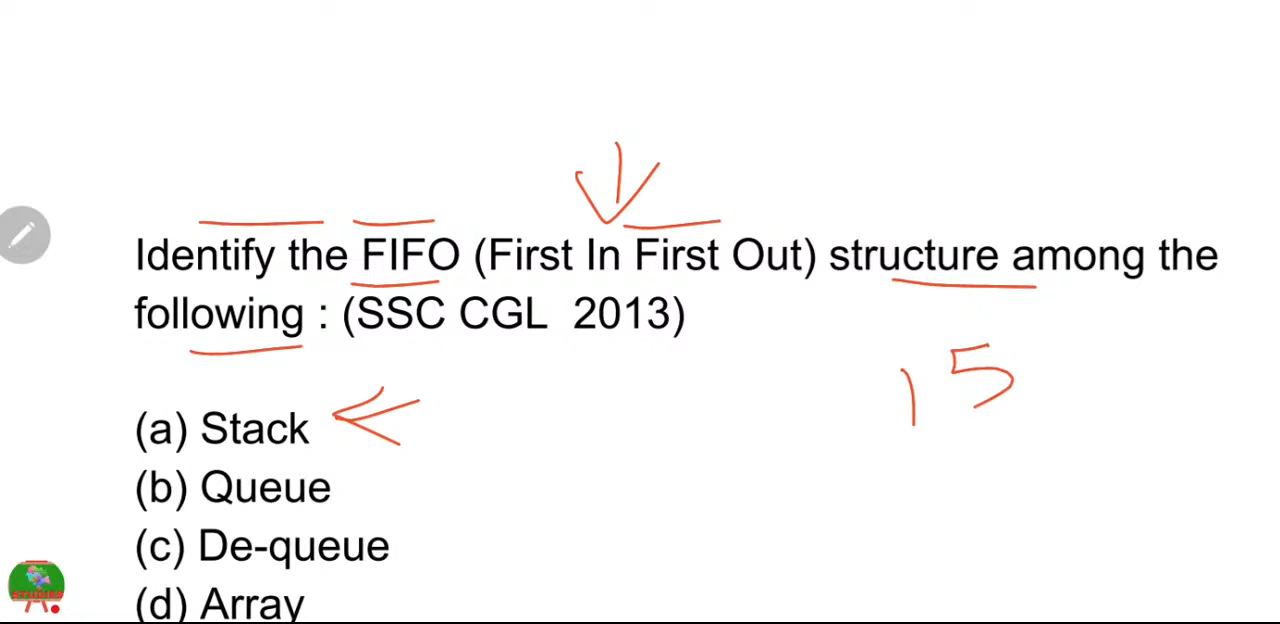 Identify the FIFO (First In First Out) structure among the
following : (SSC CGL 2013)
15
(a) Stack
(b) Queue
(c) De-queue
(d) Array
STUDIES